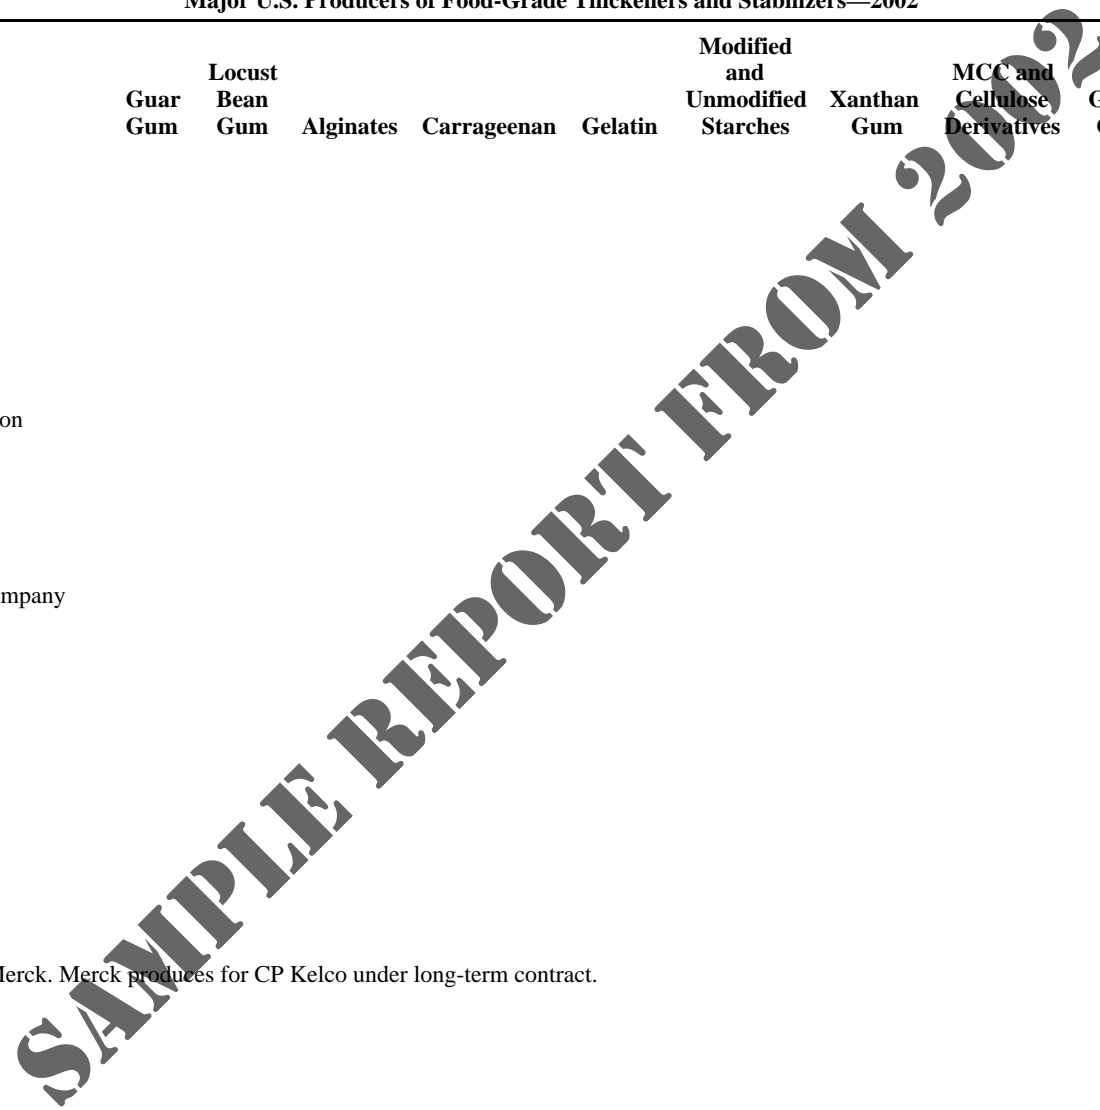 Major U.S. Producers of Food-Grade Thickeners and Stabilizers—2002
Modified
Locust and MCC and
Guar Bean Unmodified Xanthan Cellulose
Gum Gum Alginates Carrageenan Gelatin Starches Gum Derivatives
on
mpany
Merck. Merck produces for CP Kelco under long-term contract.
SAMPLE REPORT FROM 2002